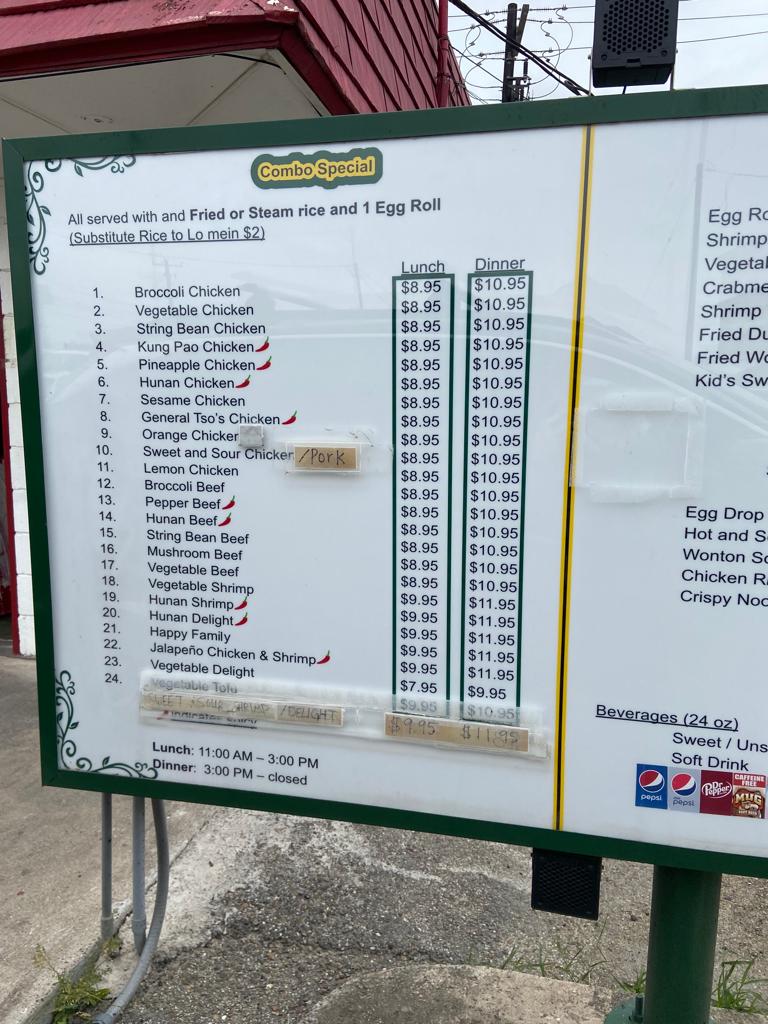 Combo Special
All served with and Fried or Steam rice and 1 Egg Roll
(Substitute Rice to Lo mein $2)
Lunch Dinner
1. Broccoli Chicken $8.95 $10.95
2. Vegetable Chicken $8.95 $10.95
3. String Bean Chicken $8.95 $10.95
4. Kung Pao Chicken $8.95 $10.95
5. Pineapple Chicken $8.95 $10.95
6. Hunan Chicken $8.95 $10.95
7. Sesame Chicken $8.95 $10.95
8. General Tso's Chicken $8.95 $10.95
9. Orange Chicken $8.95 $10.95
10. Sweet and Sour Chicken /Pork $8.95 $10.95
11. Lemon Chicken $8.95 $10.95
12. Broccoli Beef $8.95 $10.95
13. Pepper Beef $8.95 $10.95
14. Hunan Beef $8.95 $10.95
15. String Bean Beef $8.95 $10.95
16. Mushroom Beef $8.95 $10.95
17. Vegetable Beef $8.95 $10.95
18. Vegetable Shrimp $9.95 $11.95
19. Hunan Shrimp $9.95 $11.95
20. Hunan Delight $9.95 $11.95
21. Happy Family $9.95 $11.95
22. Jalapeño Chicken & Shrimp $9.95 $11.95
23. Vegetable Delight $7.95 $9.95
24. Vegetable Tofu $9.95 $10.95
SWEET & SOUR SHRIMP /DELIGHT $9.95 $11.95
Indicates Spicy
Lunch: 11:00 AM – 3:00 PM
Dinner: 3:00 PM – closed
Egg Ro
Shrimp
Vegetal
Crabme
Shrimp
Fried Du
Fried Wo
Kid's Sw
Egg Drop
Hot and So
Wonton So
Chicken Ri
Crispy Noo
Beverages (24 oz)
Sweet / Uns
Soft Drink
pepsi pepsi Dr Pepper CAFFEINE FREE MUG